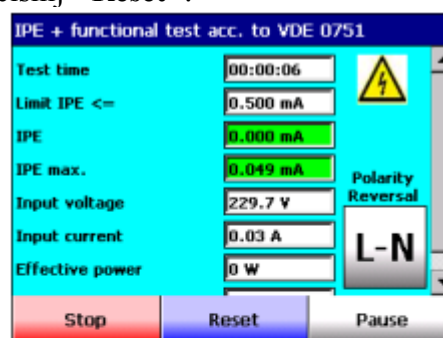 IPE + functional test acc. to VDE 0751
Test time 00:00:06
Limit IPE <= 0.500 mA
IPE 0.000 mA
IPE max. 0.049 mA
Polarity
Reversal
Input voltage 229.7 V
Input current 0.03 A
L-N
Effective power 0 W
Stop Reset Pause